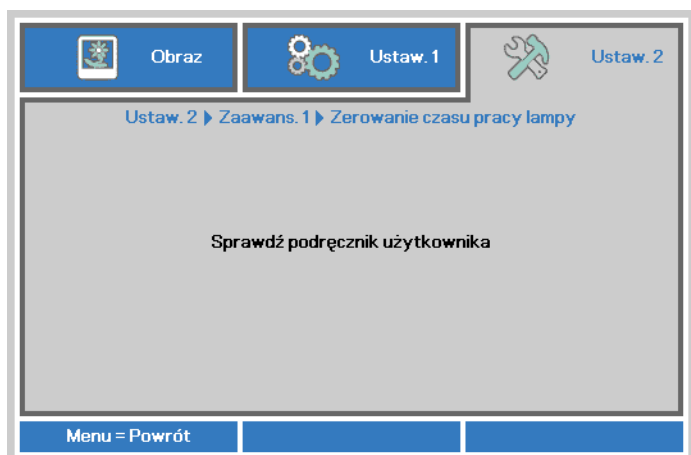 Obraz
Ustaw. 1
Ustaw. 2
Ustaw. 2 Zaawans. 1 Zerowanie czasu pracy lampy
Sprawdź podręcznik użytkownika
Menu = Powrót